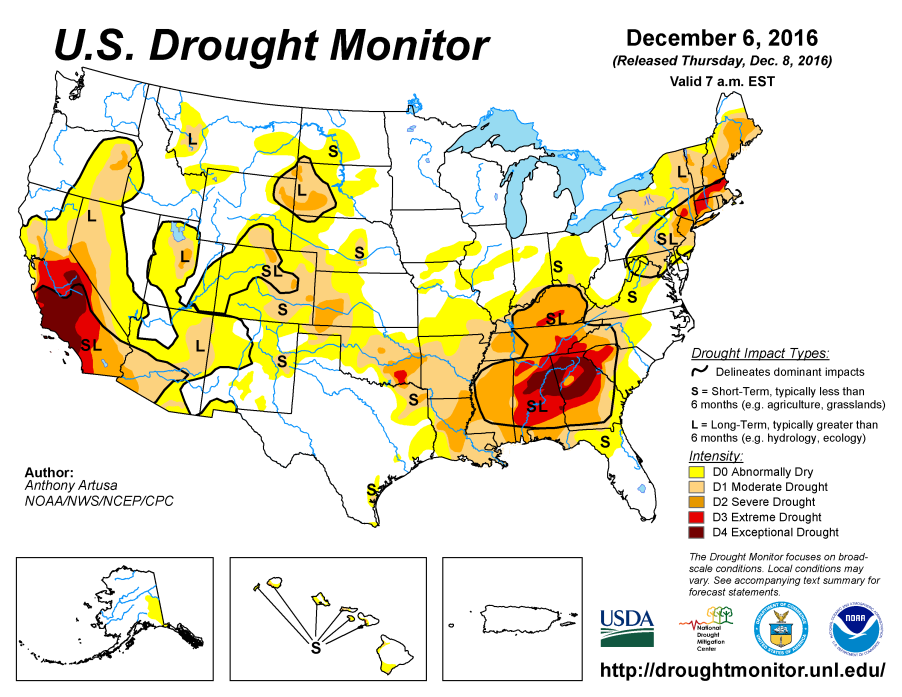 U.S. Drought Monitor
December 6, 2016
(Released Thursday, Dec. 8, 2016)
Valid 7 a.m. EST
L
S
L
L
L
SL
S
S
L
SL
S
SL
S
S
SL
L
S
SL
S
S
S
Drought Impact Types:
Delineates dominant impacts
S = Short-Term, typically less than
6 months (e.g. agriculture, grasslands)
L = Long-Term, typically greater than
6 months (e.g. hydrology, ecology)
Intensity:
D0 Abnormally Dry
D1 Moderate Drought
D2 Severe Drought
D3 Extreme Drought
D4 Exceptional Drought
Author:
Anthony Artusa
NOAA/NWS/NCEP/CPC
The Drought Monitor focuses on broad-
scale conditions. Local conditions may
vary. See accompanying text summary for
forecast statements.
S
USDA
National
Drought
Mitigation
Center
NOAA
http://droughtmonitor.unl.edu/